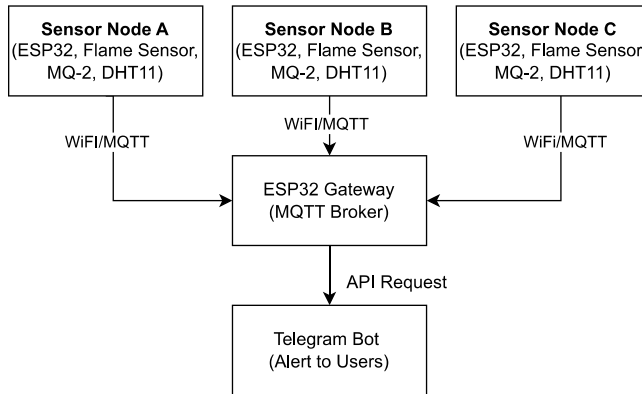 Sensor Node A
(ESP32, Flame Sensor,
MQ-2, DHT11)
Sensor Node B
(ESP32, Flame Sensor,
MQ-2, DHT11)
Sensor Node C
(ESP32, Flame Sensor,
MQ-2, DHT11)
WiFI/MQTT
WiFI/MQTT
WiFi/MQTT
ESP32 Gateway
(MQTT Broker)
API Request
Telegram Bot
(Alert to Users)